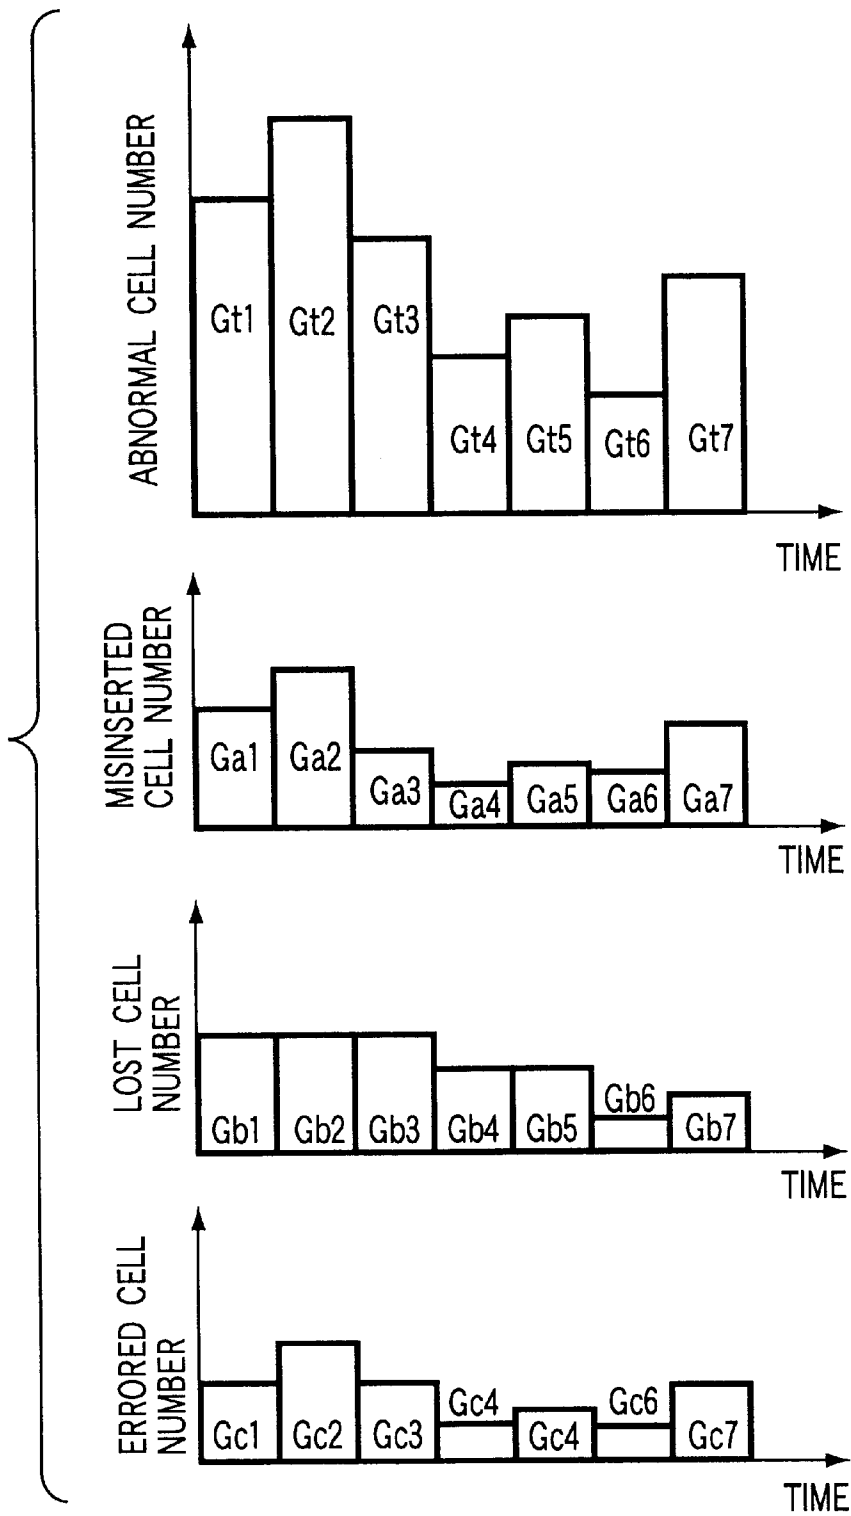 ABNORMAL CELL NUMBER
Gt1
Gt2
Gt3
Gt4
Gt5
Gt6
Gt7
TIME
MISINSERTED
CELL NUMBER
Ga1
Ga2
Ga3
Ga4
Ga5
Ga6
Ga7
TIME
LOST CELL
NUMBER
Gb1
Gb2
Gb3
Gb4
Gb5
Gb6
Gb7
TIME
ERRORED CELL
NUMBER
Gc1
Gc2
Gc3
Gc4
Gc4
Gc6
Gc7
TIME